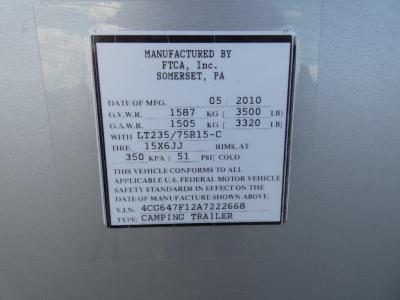 MANUFACTURED BY
FTCA, Inc.
SOMERSET, PA
DATE OF MFG. 05 / 2010
G.V.W.R. 1587 KG ( 3500 LB)
G.A.W.R. 1505 KG ( 3320 LB)
WITH LT235/75R15-C
TIRE. 15X6JJ RIMS, AT
350 KPA ( 51 PSI) COLD
THIS VEHICLE CONFORMS TO ALL
APPLICABLE U.S. FEDERAL MOTOR VEHICLE
SAFETY STANDARDS IN EFFECT ON THE
DATE OF MANUFACTURE SHOWN ABOVE.
V.I.N. 4CG647F12A7222668
TYPE: CAMPING TRAILER